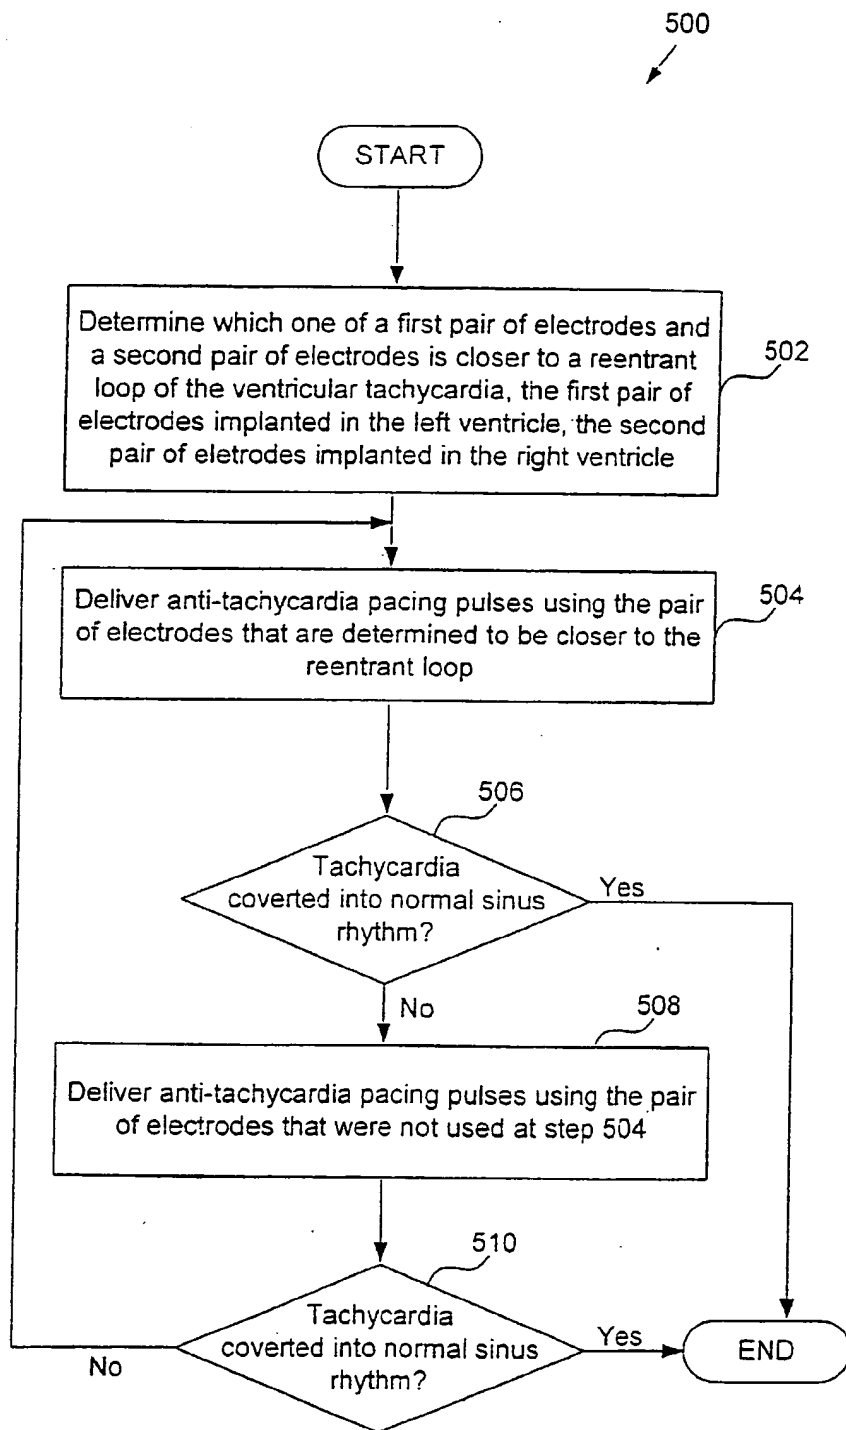 500
START
Determine which one of a first pair of electrodes and
a second pair of electrodes is closer to a reentrant
loop of the ventricular tachycardia, the first pair of
electrodes implanted in the left ventricle, the second
pair of eletrodes implanted in the right ventricle
502
Deliver anti-tachycardia pacing pulses using the pair
of electrodes that are determined to be closer to the
reentrant loop
504
506
Tachycardia
coverted into normal sinus
rhythm?
Yes
No
508
Deliver anti-tachycardia pacing pulses using the pair
of electrodes that were not used at step 504
510
Tachycardia
coverted into normal sinus
rhythm?
Yes
No
END